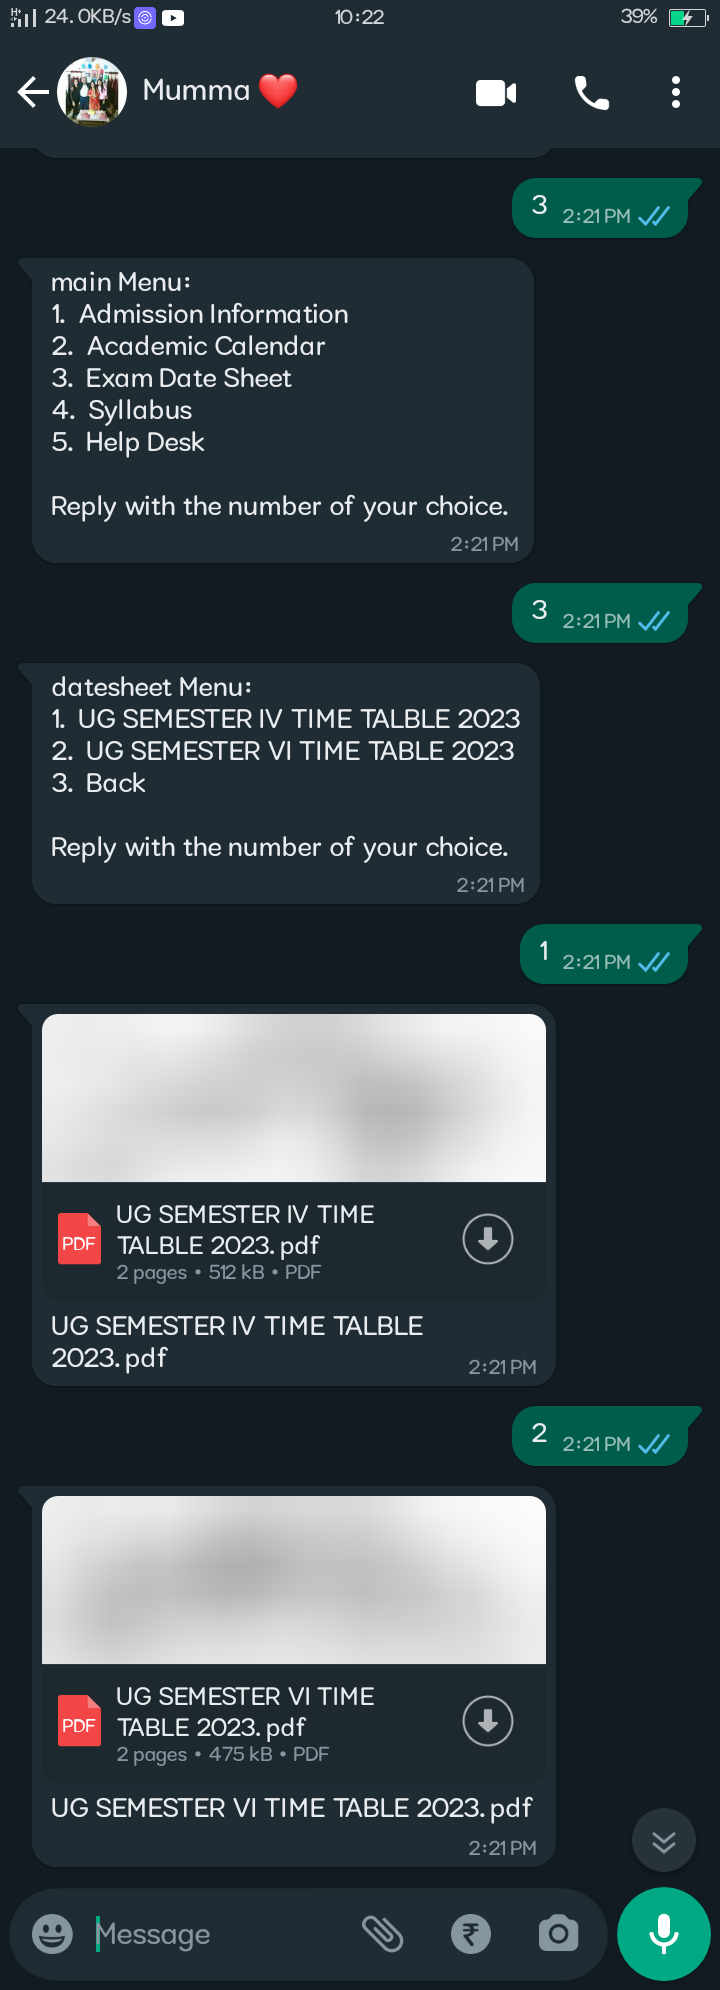 24.0KB/s
10:22
39%
Mumma ❤️
3 2:21 PM
main Menu:
1. Admission Information
2. Academic Calendar
3. Exam Date Sheet
4. Syllabus
5. Help Desk
Reply with the number of your choice.
2:21 PM
3 2:21 PM
datesheet Menu:
1. UG SEMESTER IV TIME TALBLE 2023
2. UG SEMESTER VI TIME TABLE 2023
3. Back
Reply with the number of your choice.
2:21 PM
1 2:21 PM
PDF
UG SEMESTER IV TIME
TALBLE 2023.pdf
2 pages • 512 kB • PDF
UG SEMESTER IV TIME TALBLE
2023.pdf
2:21 PM
2 2:21 PM
PDF
UG SEMESTER VI TIME
TABLE 2023.pdf
2 pages • 475 kB • PDF
UG SEMESTER VI TIME TABLE 2023.pdf
2:21 PM
Message
₹